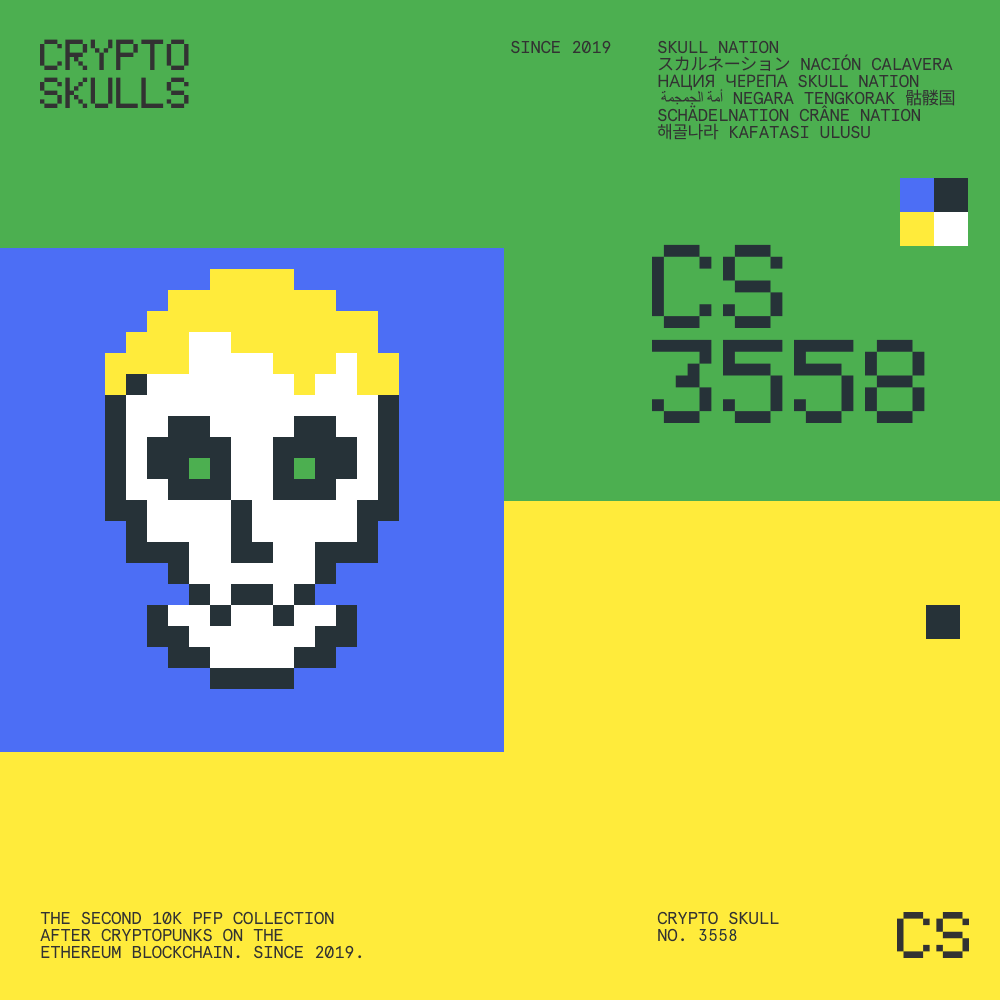 CRYPTO
SKULLS
SINCE 2019
SKULL NATION
スカルネーション NACIÓN CALAVERA
НАЦИЯ ЧЕРЕПА SKULL NATION
أمة الجمجمة NEGARA TENGKORAK 骷髅国
SCHÄDELNATION CRÂNE NATION
해골나라 KAFATASI ULUSU
CS
3558
THE SECOND 10K PFP COLLECTION
AFTER CRYPTOPUNKS ON THE
ETHEREUM BLOCKCHAIN. SINCE 2019.
CRYPTO SKULL
NO. 3558
CS